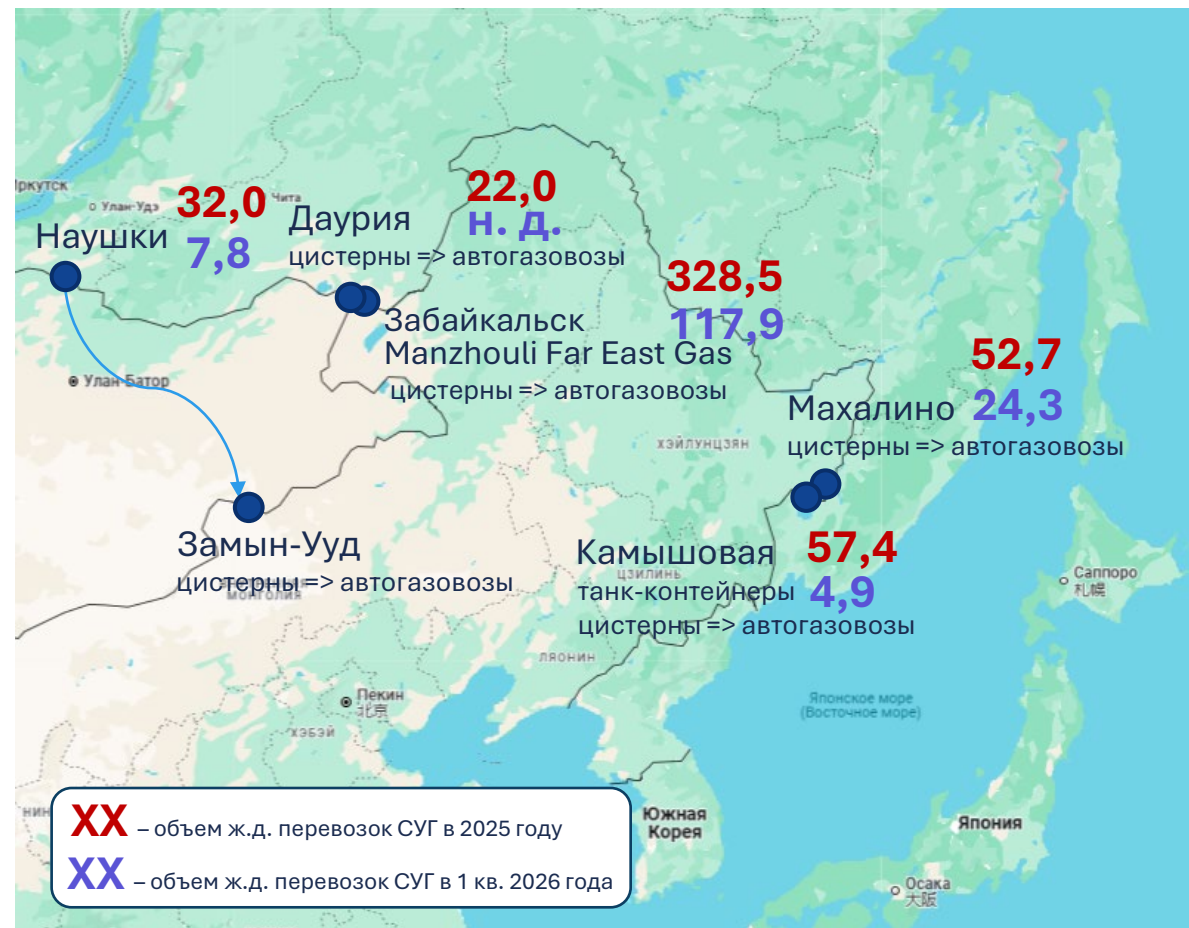 Иркутск
Улан-Удэ
32,0
Чита
Наушки
7,8
Даурия
22,0
н. д.
цистерны => автогазовозы
328,5
117,9
Забайкальск
Manzhouli Far East Gas
цистерны => автогазовозы
52,7
Махалино
24,3
цистерны => автогазовозы
Улан-Батор
ХЭЙЛУНЦЗЯН
Замын-Ууд
цистерны => автогазовозы
МОНГОЛИЯ
Камышовая
57,4
ЦЗИЛИНЬ
танк-контейнеры
4,9
цистерны => автогазовозы
Саппоро
札幌
ЛЯОНИН
Пекин
北京
ХЭБЭЙ
Японское море
(Восточное море)
Южная
Корея
Япония
Осака
大阪
XX – объем ж.д. перевозок СУГ в 2025 году
XX – объем ж.д. перевозок СУГ в 1 кв. 2026 года